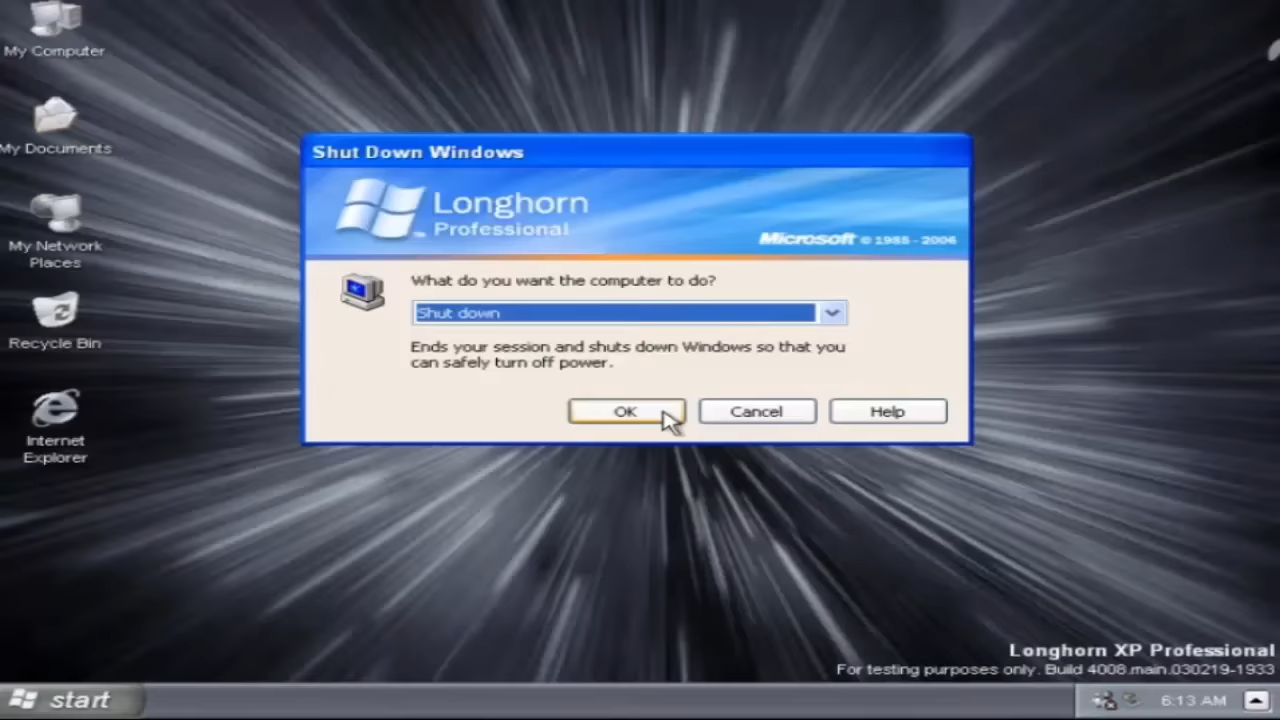 My Computer
My Documents
My Network
Places
Recycle Bin
Internet
Explorer
Shut Down Windows
Longhorn
Professional
Microsoft © 1985 - 2006
What do you want the computer to do?
Shut down
Ends your session and shuts down Windows so that you
can safely turn off power.
OK
Cancel
Help
Longhorn XP Professional
For testing purposes only. Build 4008.main.030219-1933
start
6:13 AM